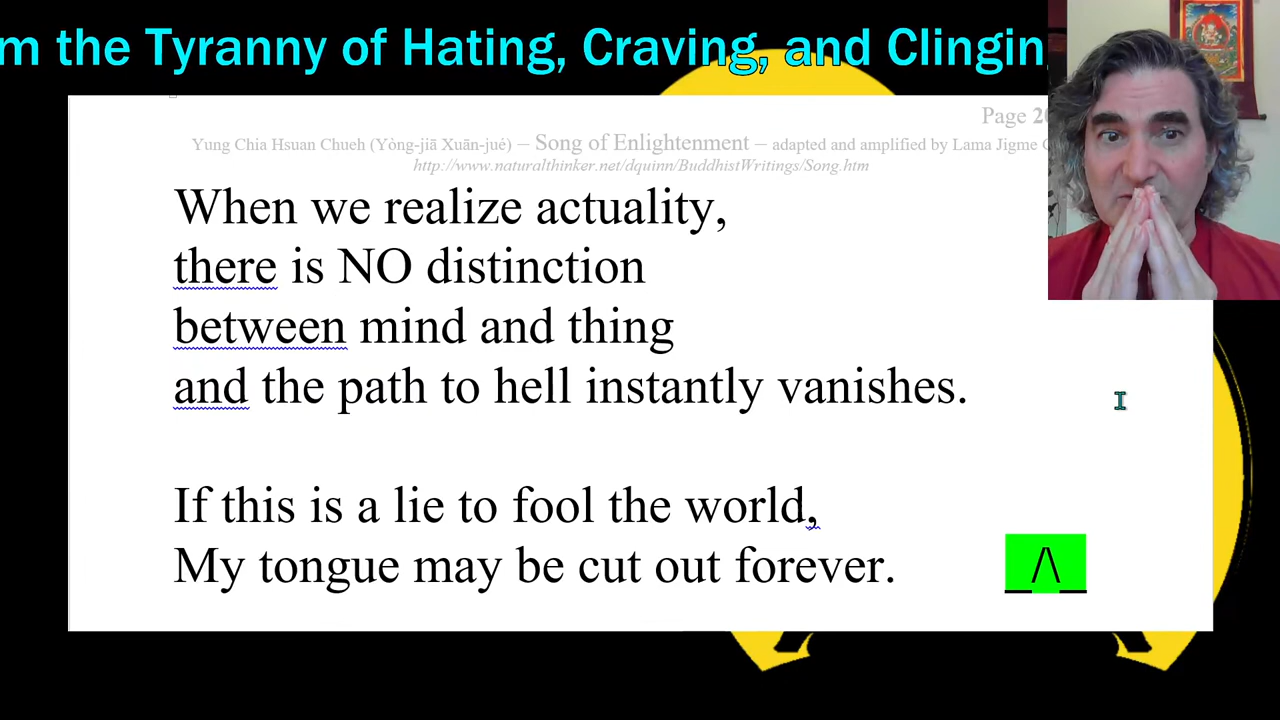 m the Tyranny of Hating, Craving, and Clingin
Page 20
Yung Chia Hsuan Chueh (Yòng-jiā Xuān-jué) – Song of Enlightenment – adapted and amplified by Lama Jigme
http://www.naturalthinker.net/dquinn/BuddhistWritings/Song.htm
When we realize actuality,
there is NO distinction
between mind and thing
and the path to hell instantly vanishes.
If this is a lie to fool the world,
My tongue may be cut out forever.
_/\_